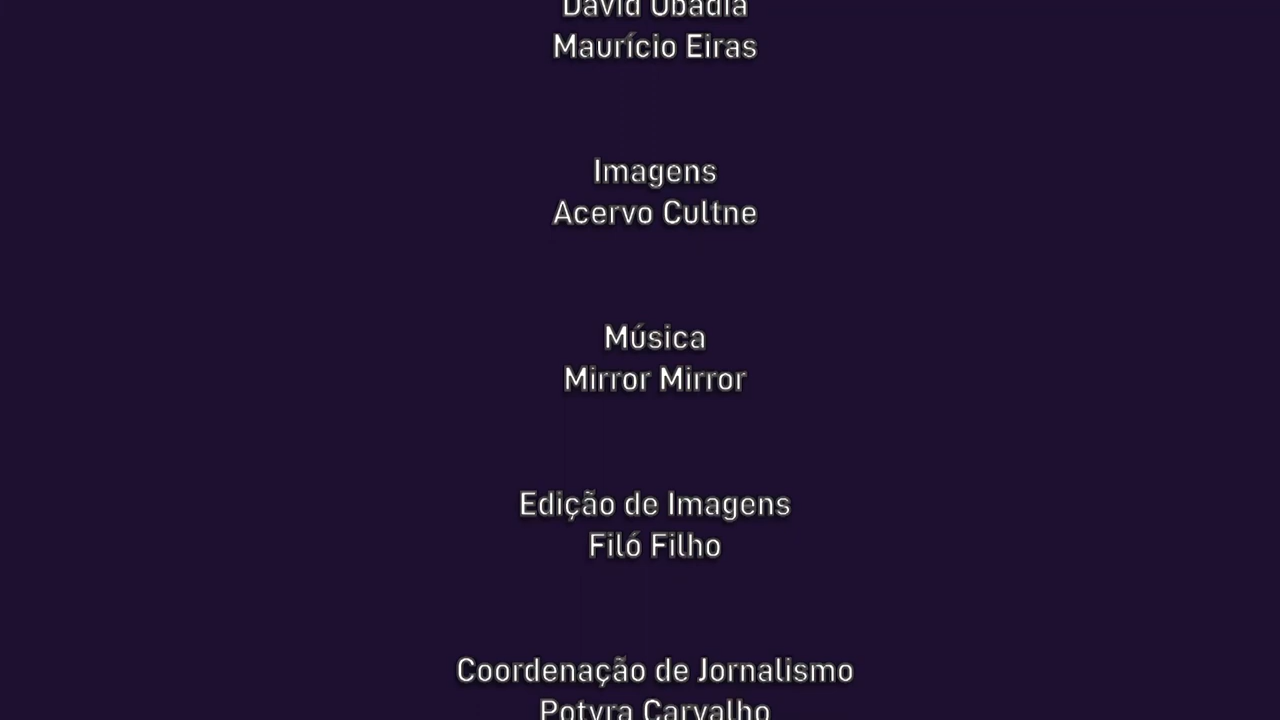 David Obadia
Maurício Eiras
Imagens
Acervo Cultne
Música
Mirror Mirror
Edição de Imagens
Filó Filho
Coordenação de Jornalismo
Potyra Carvalho